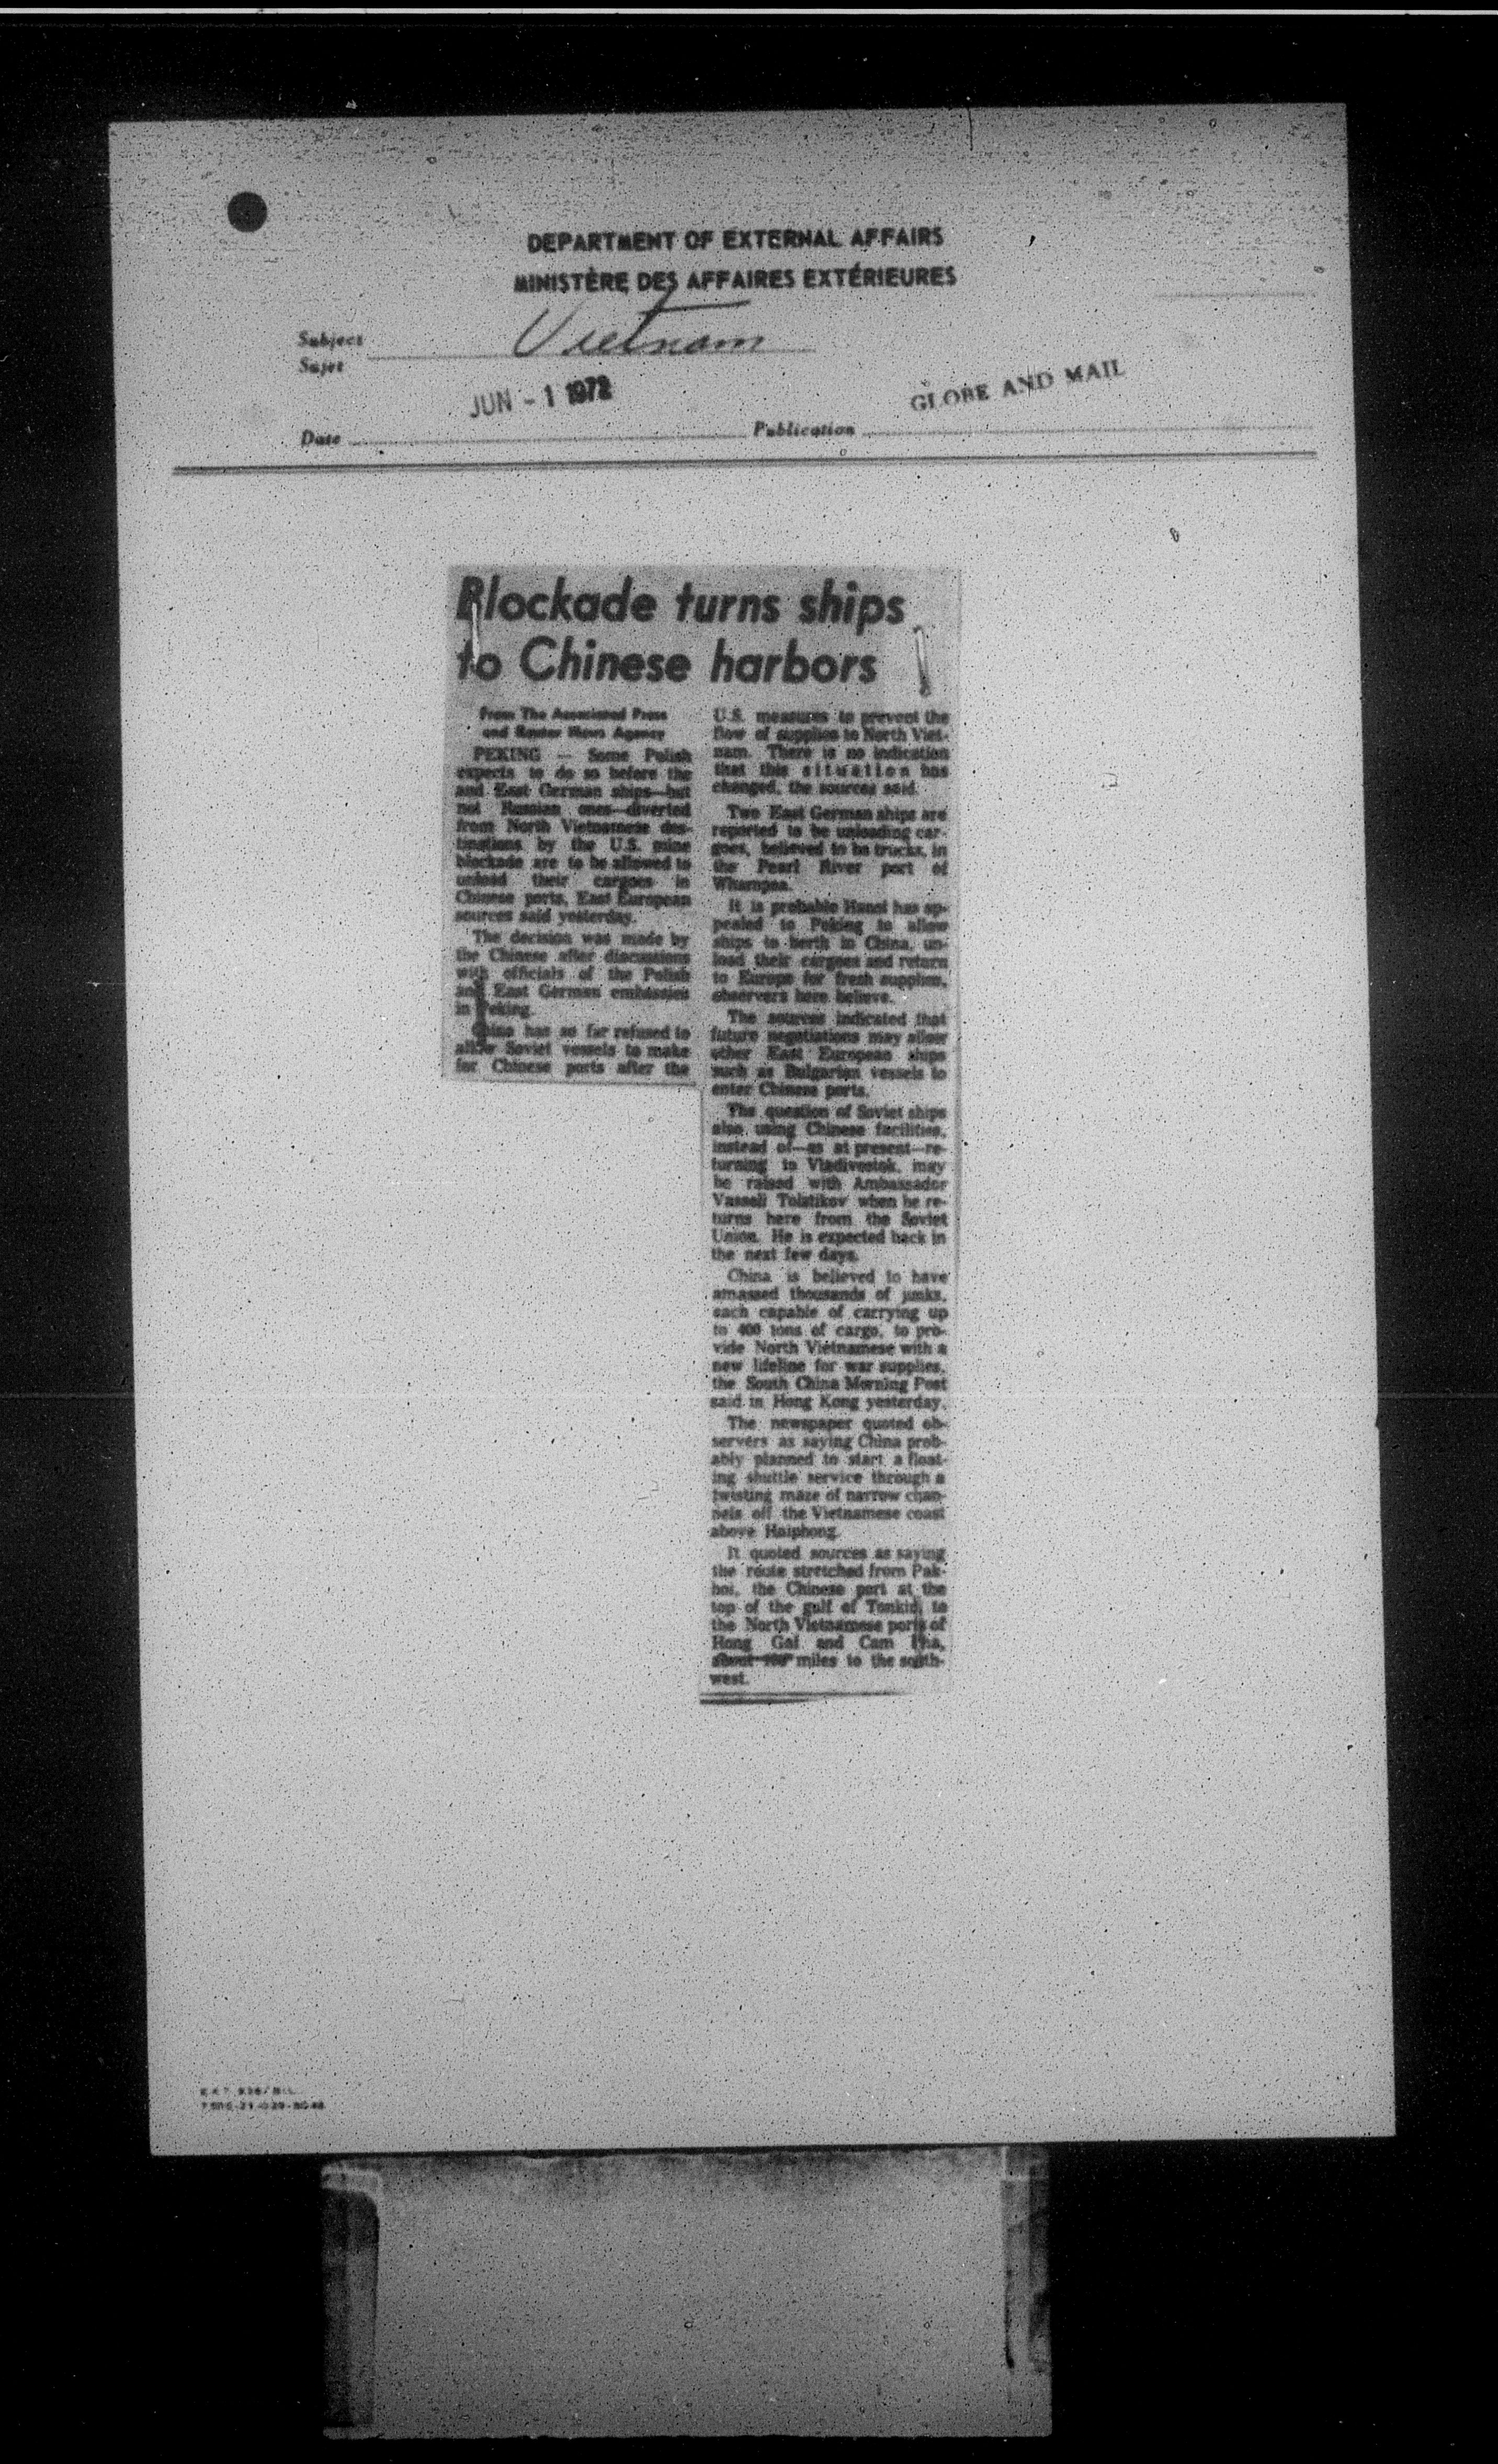 DEPARTMENT OF EXTERNAL AFFAIRS
MINISTÈRE DES AFFAIRES EXTÉRIEURES
Subject
Sujet
Vietnam
JUN - 1 1972
GLOBE AND MAIL
Date
Publication
Blockade turns ships
to Chinese harbors
From The Associated Press
and Reuter News Agency
PEKING — Some Polish
expects to do so before the
and East German ships—but
not Russian ones—diverted
from North Vietnamese des-
tinations by the U.S. mine
blockade are to be allowed to
unload their cargoes in
Chinese ports, East European
sources said yesterday.
The decision was made by
the Chinese after discussions
with officials of the Polish
and East German embassies
in Peking.
China has so far refused to
allow Soviet vessels to make
for Chinese ports after the
U.S. measures to prevent the
flow of supplies to North Viet-
nam. There is no indication
that this situation has
changed, the sources said.
Two East German ships are
reported to be unloading car-
goes, believed to be trucks, in
the Pearl River port of
Whampoa.
It is probable Hanoi has ap-
pealed to Peking to allow
ships to berth in China, un-
load their cargoes and return
to Europe for fresh supplies,
observers here believe.
The sources indicated that
future negotiations may allow
other East European ships
such as Bulgarian vessels to
enter Chinese ports.
The question of Soviet ships
also using Chinese facilities,
instead of—as at present—re-
turning to Vladivostok, may
be raised with Ambassador
Vassili Tolstikov when he re-
turns here from the Soviet
Union. He is expected back in
the next few days.
China is believed to have
amassed thousands of junks,
each capable of carrying up
to 400 tons of cargo, to pro-
vide North Vietnamese with a
new lifeline for war supplies,
the South China Morning Post
said in Hong Kong yesterday.
The newspaper quoted ob-
servers as saying China prob-
ably planned to start a float-
ing shuttle service through a
twisting maze of narrow chan-
nels off the Vietnamese coast
above Haiphong.
It quoted sources as saying
the route stretched from Pak-
hoi, the Chinese port at the
top of the gulf of Tonkin, to
the North Vietnamese ports of
Hong Gai and Cam Pha,
about 100 miles to the south-
west.